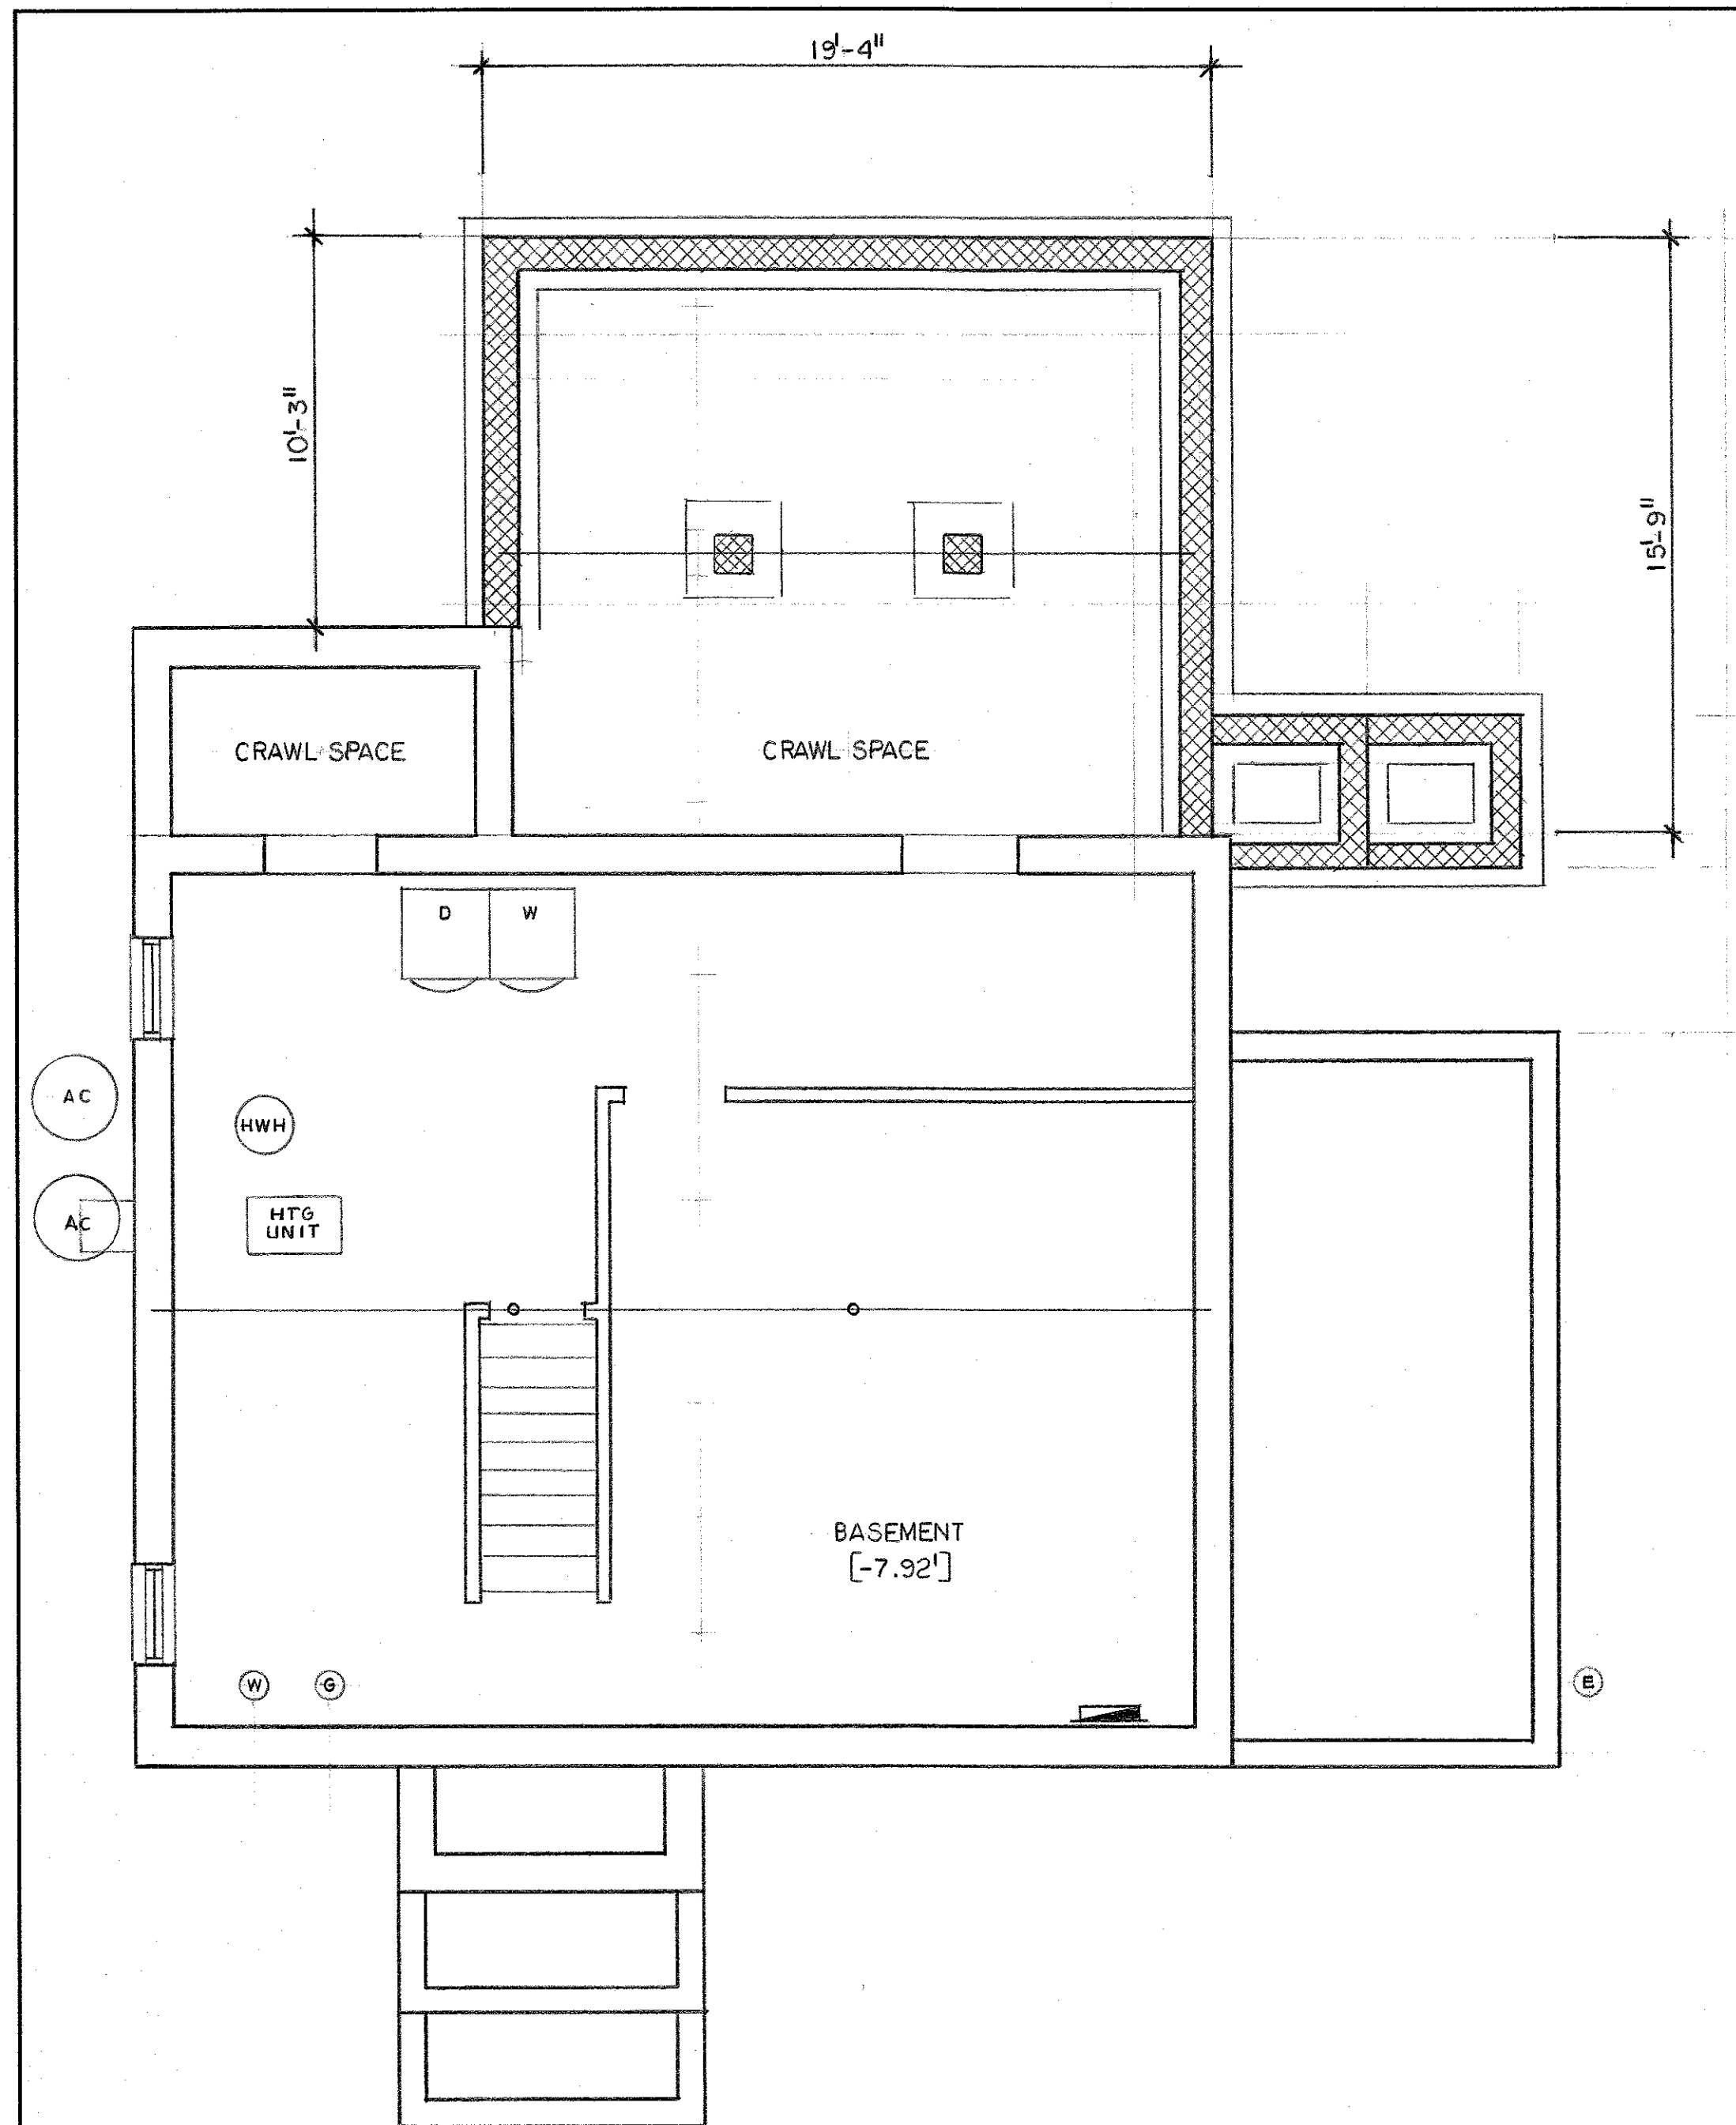 19'-4"
10'-3"
15'-9"
CRAWL SPACE
CRAWL SPACE
D
W
AC
HWH
AC
HTG
UNIT
BASEMENT
[-7.92']
W
G
E